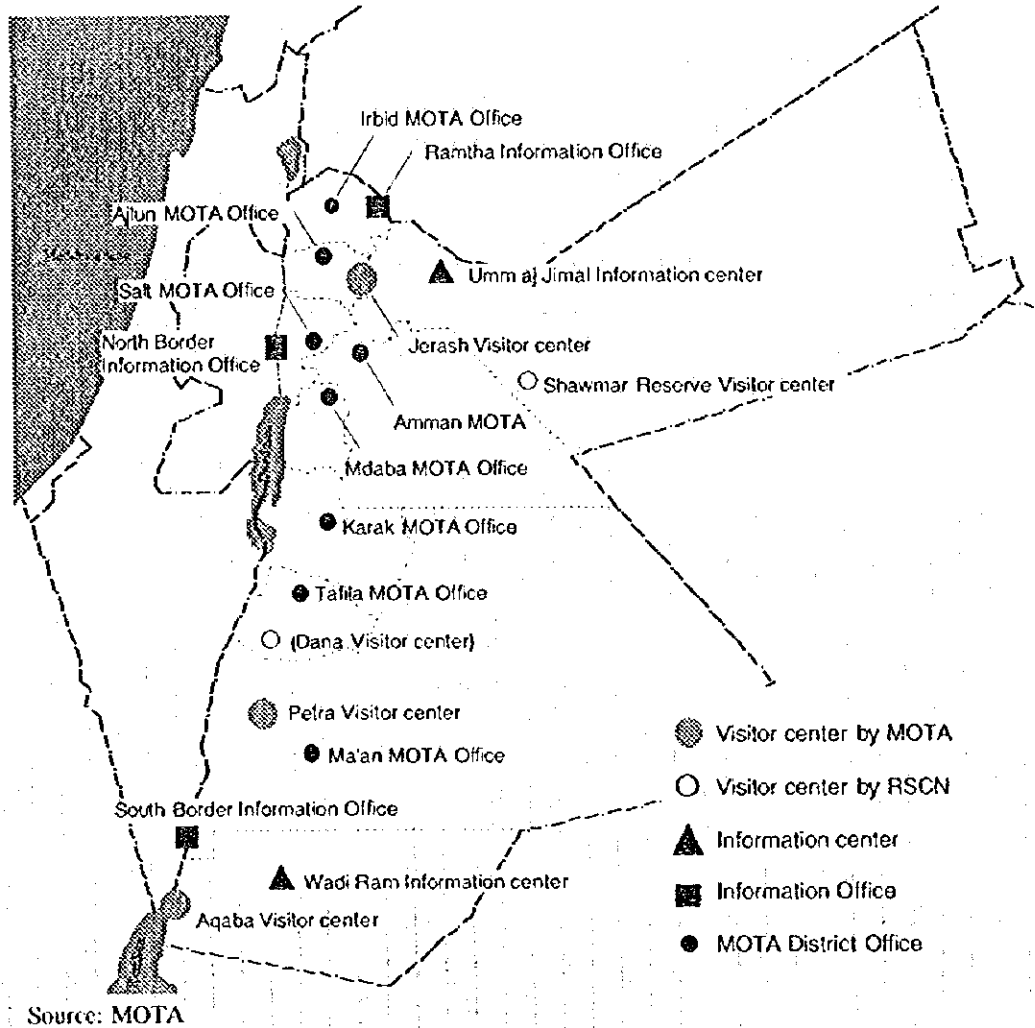 Irbid MOTA Office
Ramtha Information Office
Ajlun MOTA Office
Umm aj Jimal Information center
Salt MOTA Office
North Border
Information Office
Jerash Visitor center
Shawmar Reserve Visitor center
Amman MOTA
Mdaba MOTA Office
Karak MOTA Office
Tafila MOTA Office
(Dana Visitor center)
Petra Visitor center
Ma'an MOTA Office
South Border Information Office
Wadi Ram Information center
Aqaba Visitor center
Visitor center by MOTA
Visitor center by RSCN
Information center
Information Office
MOTA District Office
Source: MOTA